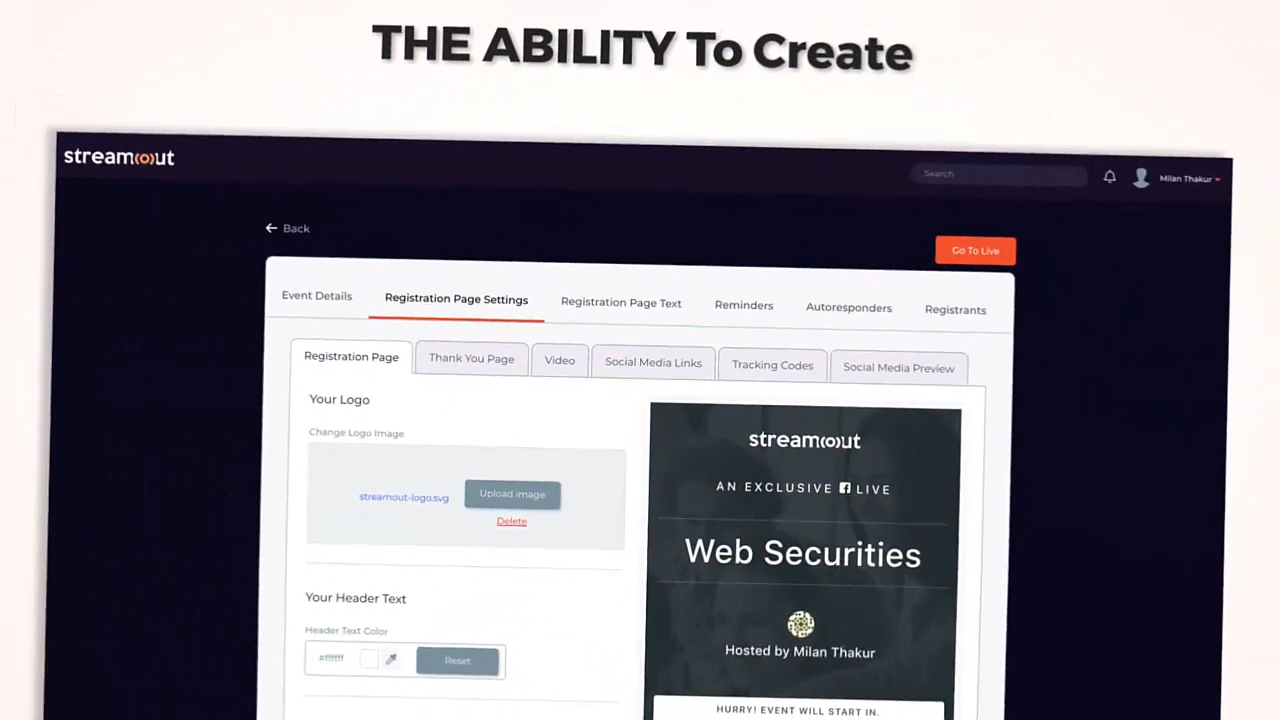 THE ABILITY To Create
streamout
Search
Milan Thakur
Back
Go To Live
Event Details
Registration Page Settings
Registration Page Text
Reminders
Autoresponders
Registrants
Registration Page
Thank You Page
Video
Social Media Links
Tracking Codes
Social Media Preview
Your Logo
Change Logo Image
streamout-logo.svg
Upload image
Delete
Your Header Text
Header Text Color
#ffffff
Reset
streamout
AN EXCLUSIVE f LIVE
Web Securities
Hosted by Milan Thakur
HURRY! EVENT WILL START IN.